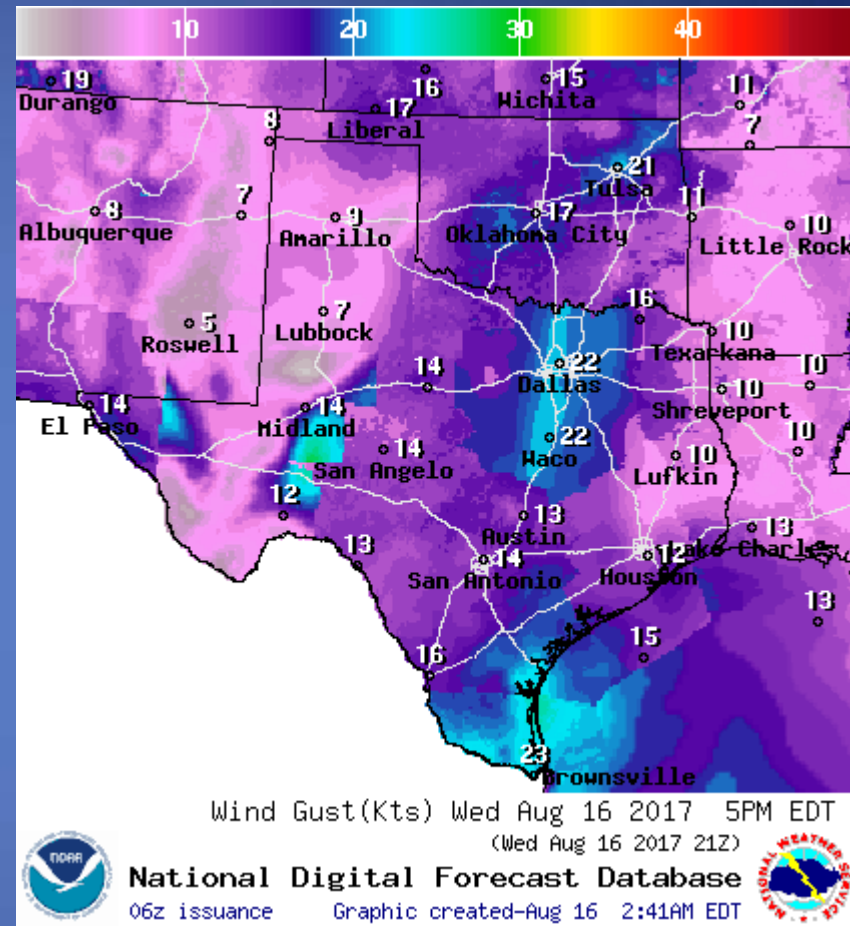 10 20 30 40
19 16 15 11
Durango Wichita
17
Liberal
8 7
21
Tulsa
8 7 9 17 11 10
Albuquerque Amarillo Oklahoma City Little Rock
5 7 16 10
Roswell Lubbock Texarkana
14 22 10 10
Dallas Shreveport
14 14
El Paso Midland
14 22 10 10
San Angelo Waco Lufkin
12 13 13
Austin Lake Charl
13 14 12
San Antonio Houston
13
16 15
23
Brownsville
Wind Gust(Kts) Wed Aug 16 2017 5PM EDT
(Wed Aug 16 2017 21Z)
National Digital Forecast Database
06z issuance Graphic created-Aug 16 2:41AM EDT
NOAA
NATIONAL WEATHER SERVICE